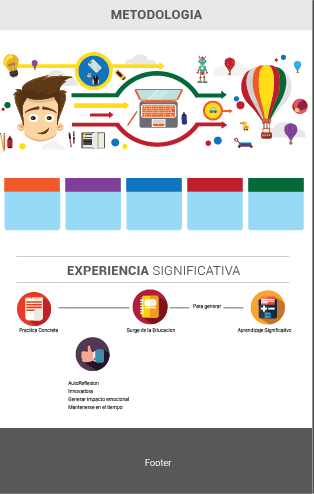 METODOLOGIA
EXPERIENCIA SIGNIFICATIVA
Para generar
Practica Concreta
Surge de la Educacion
Aprendizaje Significativo
AutoReflexion
Innovadora
Generar impacto emocional
Mantenerse en el tiempo
Footer